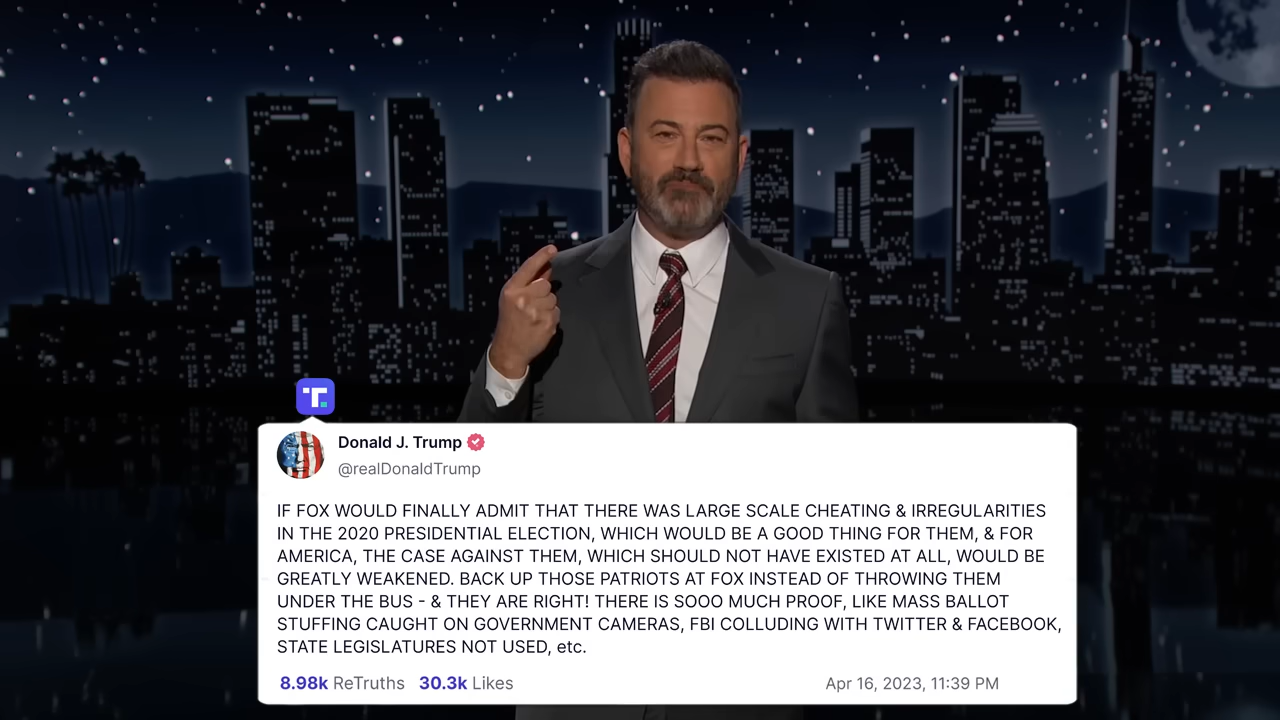 Donald J. Trump
@realDonaldTrump
IF FOX WOULD FINALLY ADMIT THAT THERE WAS LARGE SCALE CHEATING & IRREGULARITIES
IN THE 2020 PRESIDENTIAL ELECTION, WHICH WOULD BE A GOOD THING FOR THEM, & FOR
AMERICA, THE CASE AGAINST THEM, WHICH SHOULD NOT HAVE EXISTED AT ALL, WOULD BE
GREATLY WEAKENED. BACK UP THOSE PATRIOTS AT FOX INSTEAD OF THROWING THEM
UNDER THE BUS - & THEY ARE RIGHT! THERE IS SOOO MUCH PROOF, LIKE MASS BALLOT
STUFFING CAUGHT ON GOVERNMENT CAMERAS, FBI COLLUDING WITH TWITTER & FACEBOOK,
STATE LEGISLATURES NOT USED, etc.
8.98k ReTruths 30.3k Likes Apr 16, 2023, 11:39 PM